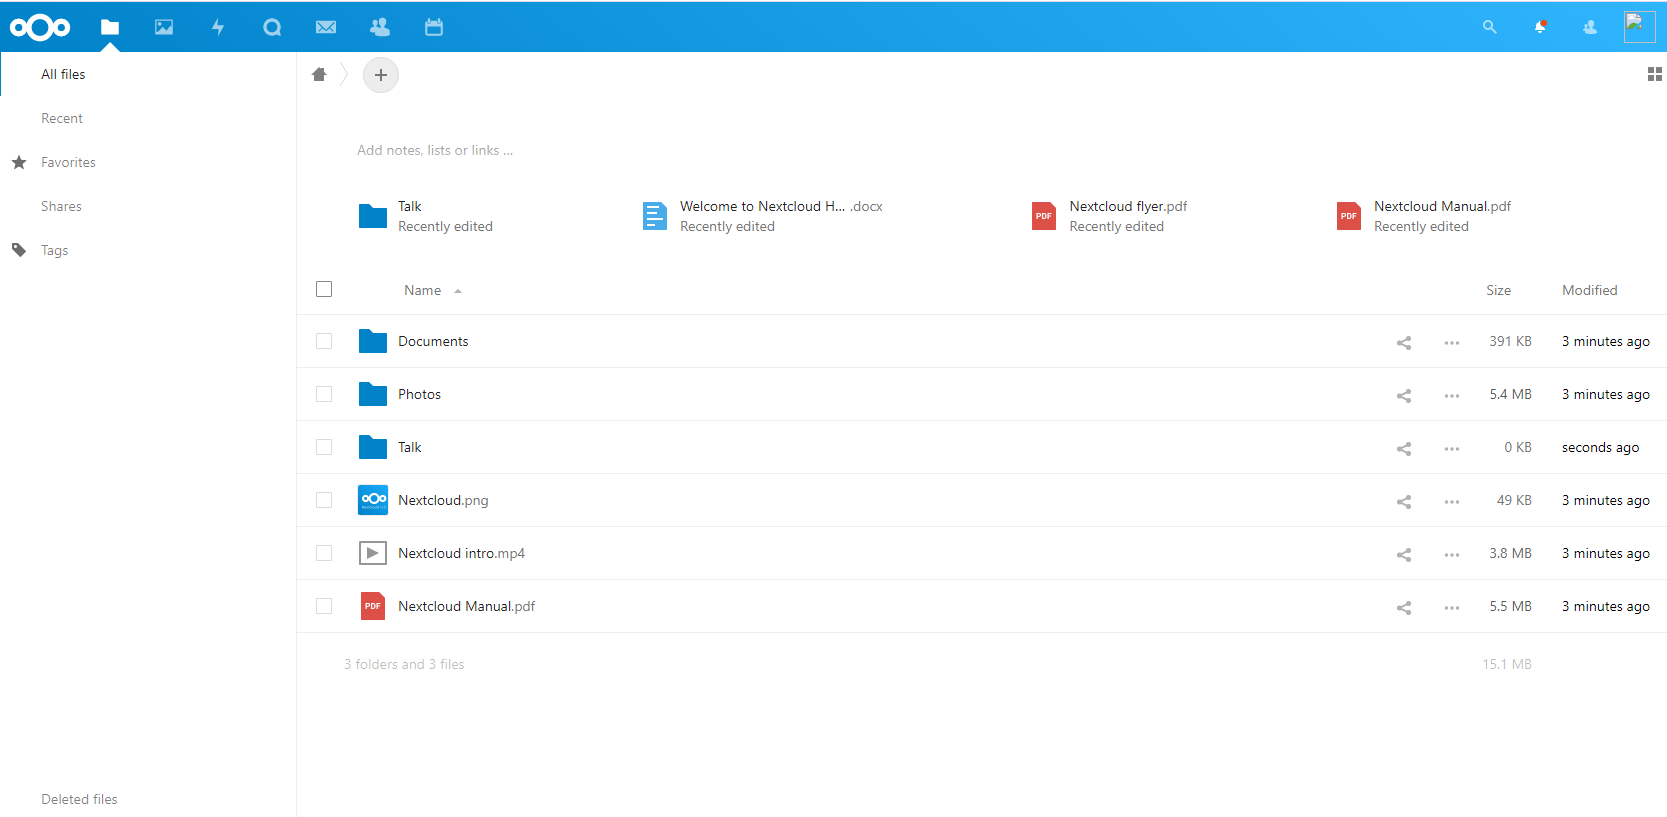 All files
Recent
Favorites
Shares
Tags
Deleted files
Add notes, lists or links ...
Talk
Recently edited
Welcome to Nextcloud H... .docx
Recently edited
PDF
Nextcloud flyer.pdf
Recently edited
PDF
Nextcloud Manual.pdf
Recently edited
Name Size Modified
Documents 391 KB 3 minutes ago
Photos 5.4 MB 3 minutes ago
Talk 0 KB seconds ago
Nextcloud.png 49 KB 3 minutes ago
Nextcloud intro.mp4 3.8 MB 3 minutes ago
PDF Nextcloud Manual.pdf 5.5 MB 3 minutes ago
3 folders and 3 files 15.1 MB